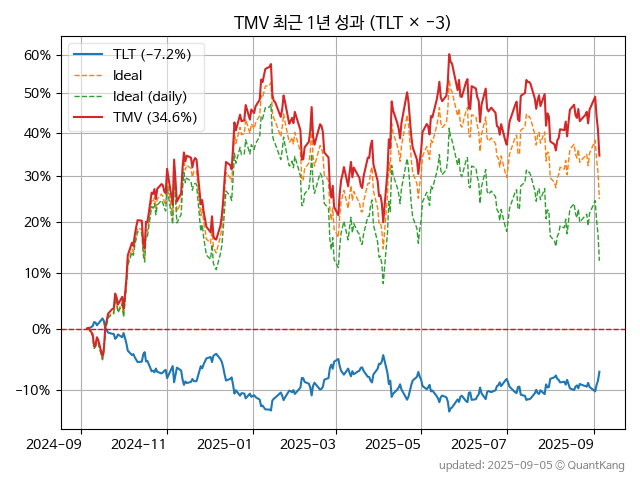 TMV 최근 1년 성과 (TLT × −3)
TLT (−7.2%)
Ideal
Ideal (daily)
TMV (34.6%)
60%
50%
40%
30%
20%
10%
0%
−10%
2024-09
2024-11
2025-01
2025-03
2025-05
2025-07
2025-09
updated: 2025-09-05 © QuantKang